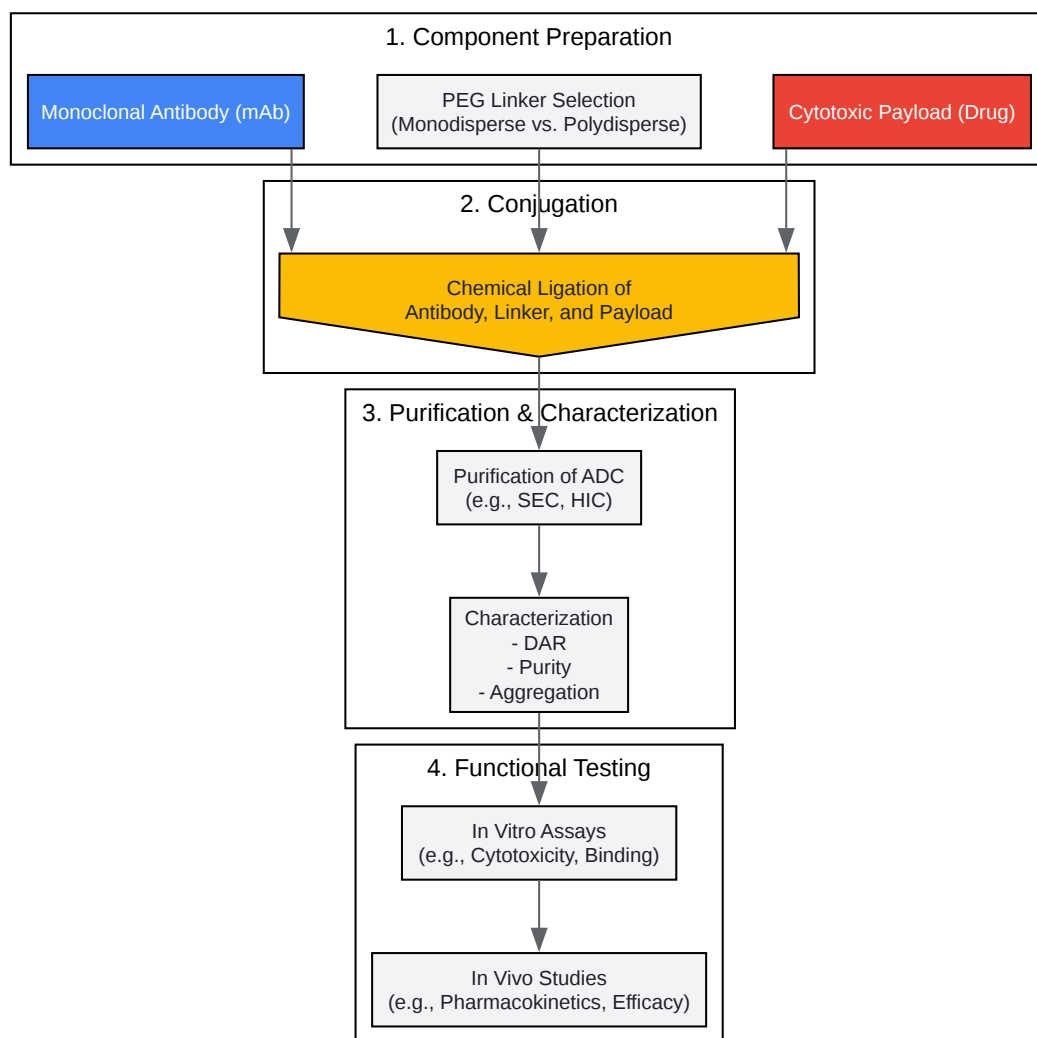 1. Component Preparation
Monoclonal Antibody (mAb)
PEG Linker Selection
(Monodisperse vs. Polydisperse)
Cytotoxic Payload (Drug)
2. Conjugation
Chemical Ligation of
Antibody, Linker, and Payload
3. Purification & Characterization
Purification of ADC
(e.g., SEC, HIC)
Characterization
- DAR
- Purity
- Aggregation
4. Functional Testing
In Vitro Assays
(e.g., Cytotoxicity, Binding)
In Vivo Studies
(e.g., Pharmacokinetics, Efficacy)